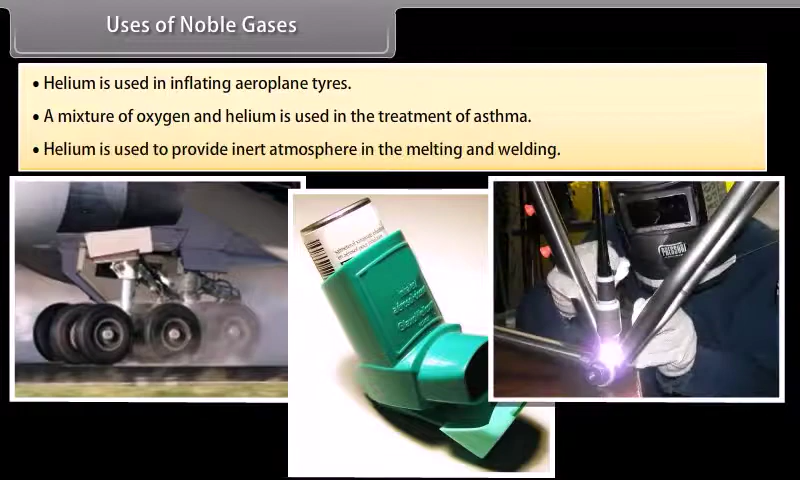 Uses of Noble Gases
• Helium is used in inflating aeroplane tyres.
• A mixture of oxygen and helium is used in the treatment of asthma.
• Helium is used to provide inert atmosphere in the melting and welding.